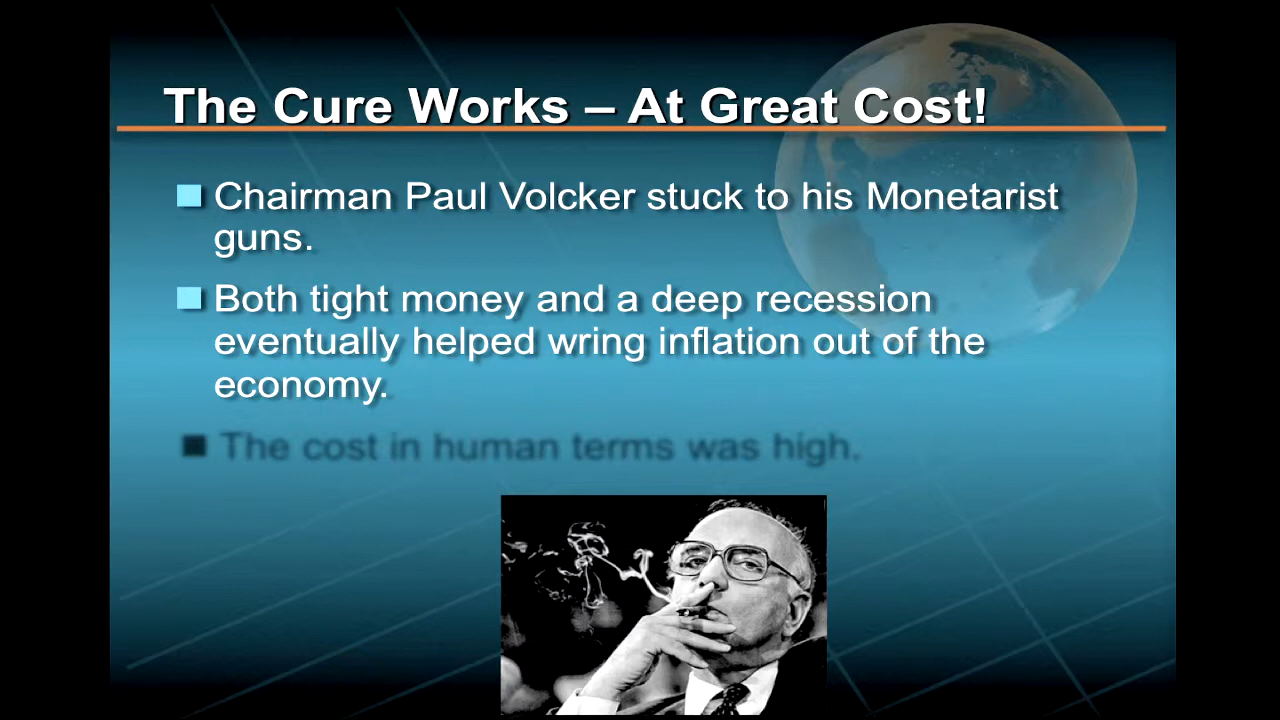 The Cure Works – At Great Cost!
Chairman Paul Volcker stuck to his Monetarist
guns.
Both tight money and a deep recession
eventually helped wring inflation out of the
economy.
The cost in human terms was high.